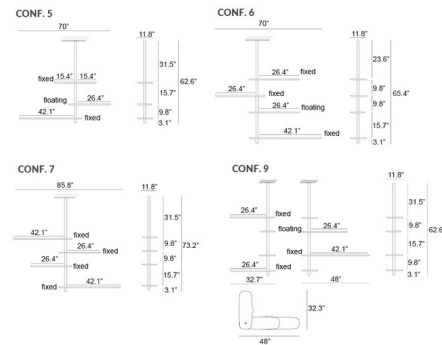 CONF. 5
70"
11.8"
31.5"
fixed 15.4" 15.4"
62.6"
floating 26.4"
15.7"
42.1" fixed
9.8"
3.1"
CONF. 6
70"
11.8"
23.6"
26.4" fixed
26.4" fixed
9.8"
65.4"
26.4" floating
9.8"
42.1" fixed
15.7"
3.1"
CONF. 7
85.8"
11.8"
31.5"
42.1" fixed
9.8"
73.2"
26.4" fixed
9.8"
26.4" fixed
15.7"
fixed 42.1"
3.1"
CONF. 9
11.8"
31.5"
26.4" fixed
62.6"
floating 26.4"
15.7"
fixed 42.1"
9.8"
26.4" fixed
3.1"
32.7" 48"
32.3"
48"